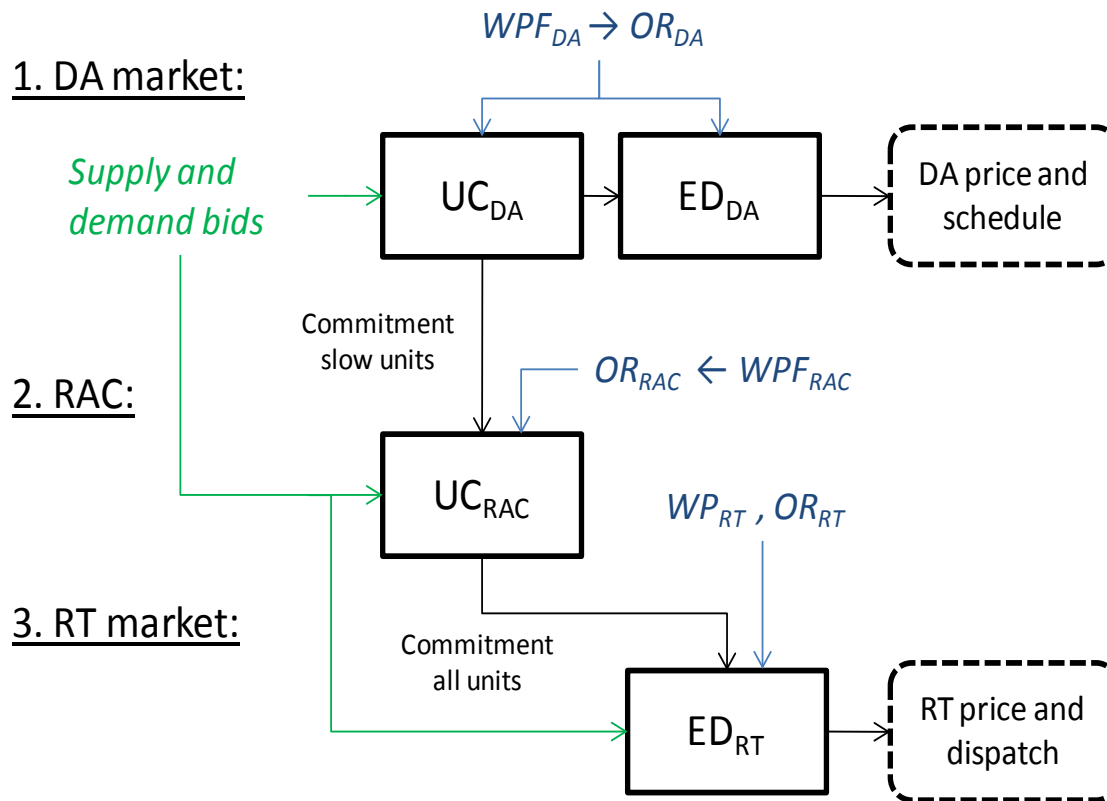 WPF_DA → OR_DA
1. DA market:
Supply and
demand bids
UC_DA
ED_DA
DA price and
schedule
Commitment
slow units
2. RAC:
OR_RAC ← WPF_RAC
UC_RAC
WP_RT , OR_RT
3. RT market:
Commitment
all units
ED_RT
RT price and
dispatch